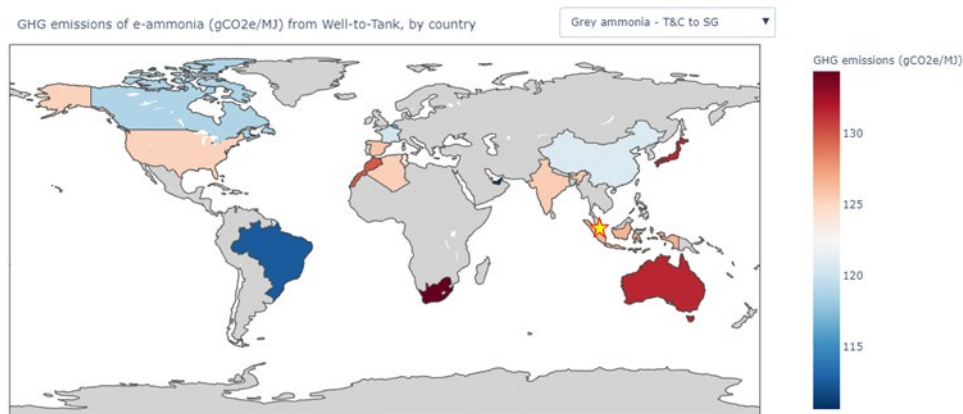 GHG emissions of e-ammonia (gCO2e/MJ) from Well-to-Tank, by country
Grey ammonia - T&C to SG
GHG emissions (gCO2e/MJ)
130
125
120
115